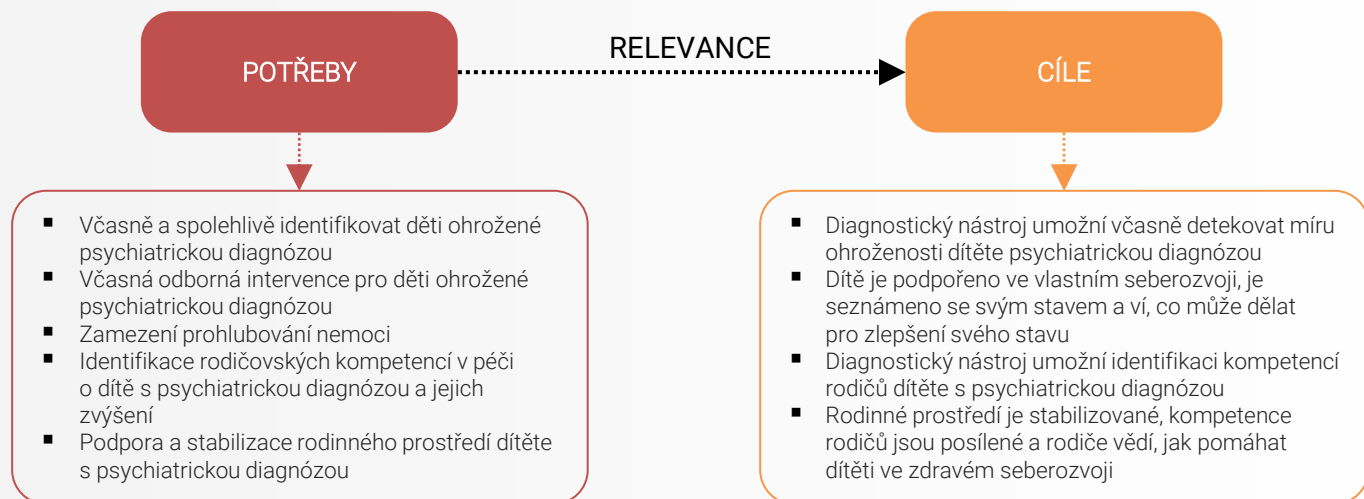 POTŘEBY
RELEVANCE
CÍLE
▪ Včasně a spolehlivě identifikovat děti ohrožené
psychiatrickou diagnózou
▪ Včasná odborná intervence pro děti ohrožené
psychiatrickou diagnózou
▪ Zamezení prohlubování nemoci
▪ Identifikace rodičovských kompetencí v péči
o dítě s psychiatrickou diagnózou a jejich
zvýšení
▪ Podpora a stabilizace rodinného prostředí dítěte
s psychiatrickou diagnózou
▪ Diagnostický nástroj umožní včasně detekovat míru
ohroženosti dítěte psychiatrickou diagnózou
▪ Dítě je podpořeno ve vlastním seberozvoji, je
seznámeno se svým stavem a ví, co může dělat
pro zlepšení svého stavu
▪ Diagnostický nástroj umožní identifikaci kompetencí
rodičů dítěte s psychiatrickou diagnózou
▪ Rodinné prostředí je stabilizované, kompetence
rodičů jsou posílené a rodiče vědí, jak pomáhat
dítěti ve zdravém seberozvoji